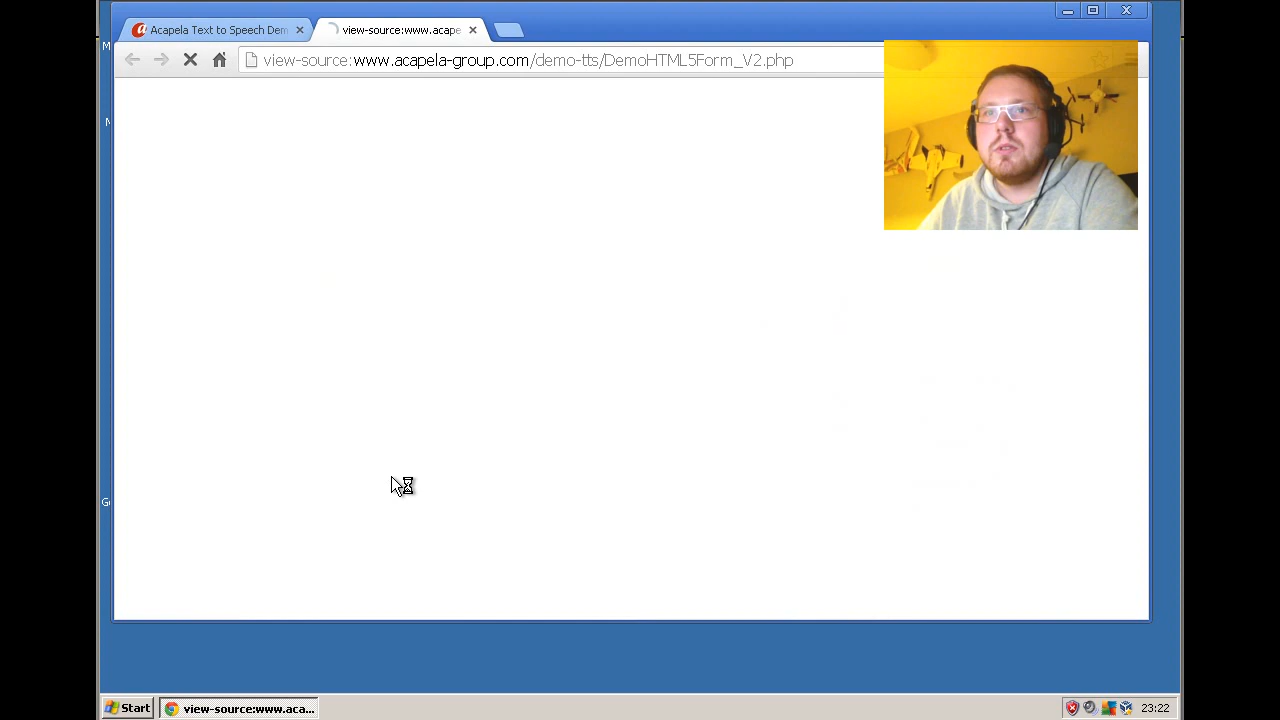 Acapela Text to Speech Dem
view-source:www.acape
view-source:www.acapela-group.com/demo-tts/DemoHTML5Form_V2.php
M
N
G
Start
view-source:www.aca...
23:22